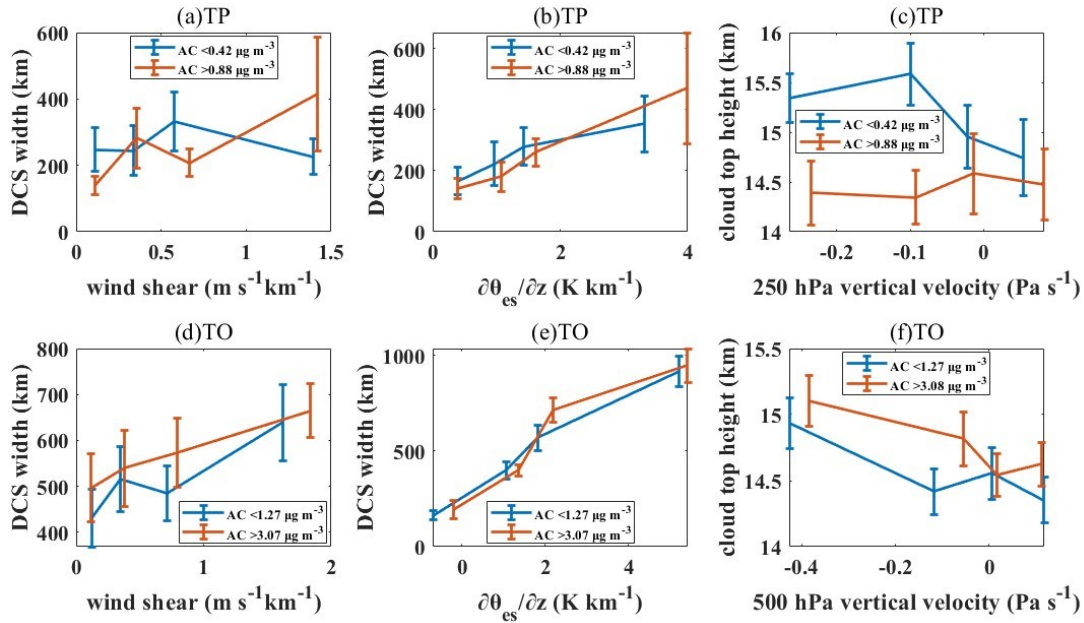 (a)TP
600
400
200
0
DCS width (km)
AC <0.42 μg m⁻³
AC >0.88 μg m⁻³
0 0.5 1 1.5
wind shear (m s⁻¹km⁻¹)
(b)TP
600
400
200
0
DCS width (km)
AC <0.42 μg m⁻³
AC >0.88 μg m⁻³
0 2 4
∂θes/∂z (K km⁻¹)
(c)TP
16
15.5
15
14.5
14
cloud top height (km)
AC <0.42 μg m⁻³
AC >0.88 μg m⁻³
-0.2 -0.1 0
250 hPa vertical velocity (Pa s⁻¹)
(d)TO
800
700
600
500
400
DCS width (km)
AC <1.27 μg m⁻³
AC >3.07 μg m⁻³
0 1 2
wind shear (m s⁻¹km⁻¹)
(e)TO
1000
500
0
DCS width (km)
AC <1.27 μg m⁻³
AC >3.07 μg m⁻³
0 2 4
∂θes/∂z (K km⁻¹)
(f)TO
15.5
15
14.5
14
cloud top height (km)
AC <1.27 μg m⁻³
AC >3.08 μg m⁻³
-0.4 -0.2 0
500 hPa vertical velocity (Pa s⁻¹)